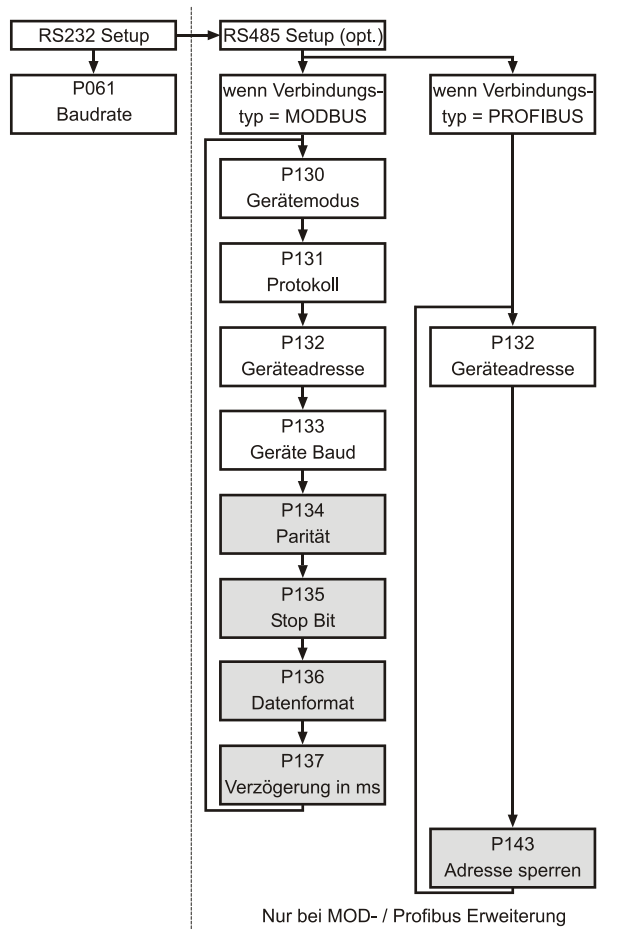 RS232 Setup
P061
Baudrate
RS485 Setup (opt.)
wenn Verbindungs-
typ = MODBUS
P130
Gerätemodus
P131
Protokoll
P132
Geräteadresse
P133
Geräte Baud
P134
Parität
P135
Stop Bit
P136
Datenformat
P137
Verzögerung in ms
wenn Verbindungs-
typ = PROFIBUS
P132
Geräteadresse
P143
Adresse sperren
Nur bei MOD- / Profibus Erweiterung